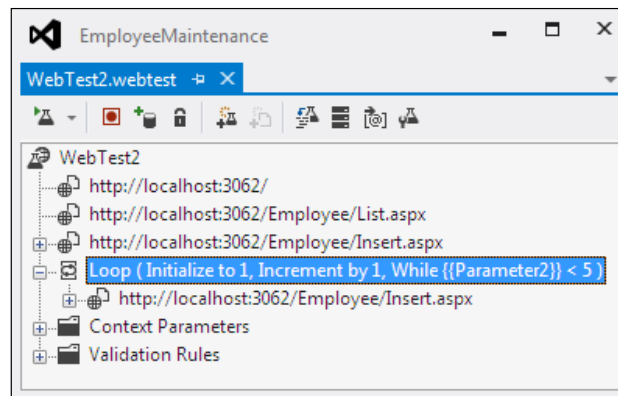 EmployeeMaintenance
WebTest2.webtest
WebTest2
http://localhost:3062/
http://localhost:3062/Employee/List.aspx
http://localhost:3062/Employee/Insert.aspx
Loop ( Initialize to 1, Increment by 1, While {{Parameter2}} < 5 )
http://localhost:3062/Employee/Insert.aspx
Context Parameters
Validation Rules